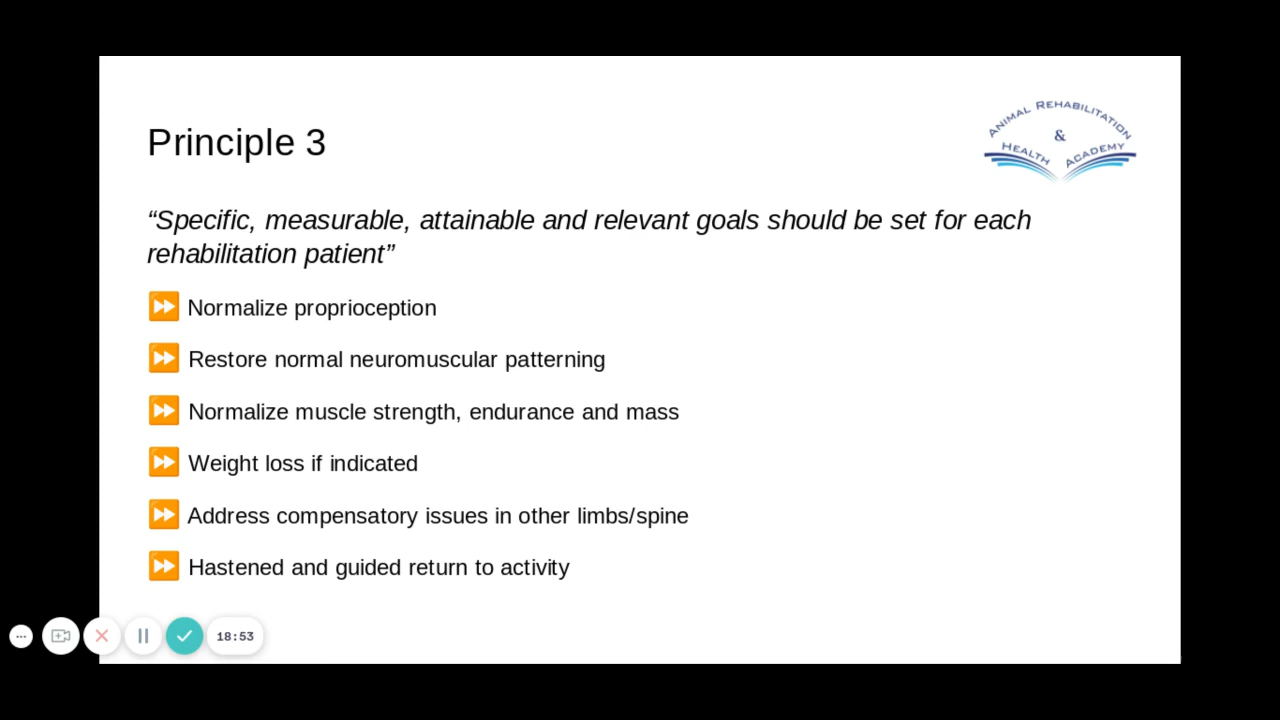 ANIMAL REHABILITATION
&
HEALTH ACADEMY
Principle 3
“Specific, measurable, attainable and relevant goals should be set for each
rehabilitation patient”
Normalize proprioception
Restore normal neuromuscular patterning
Normalize muscle strength, endurance and mass
Weight loss if indicated
Address compensatory issues in other limbs/spine
Hastened and guided return to activity
18:53